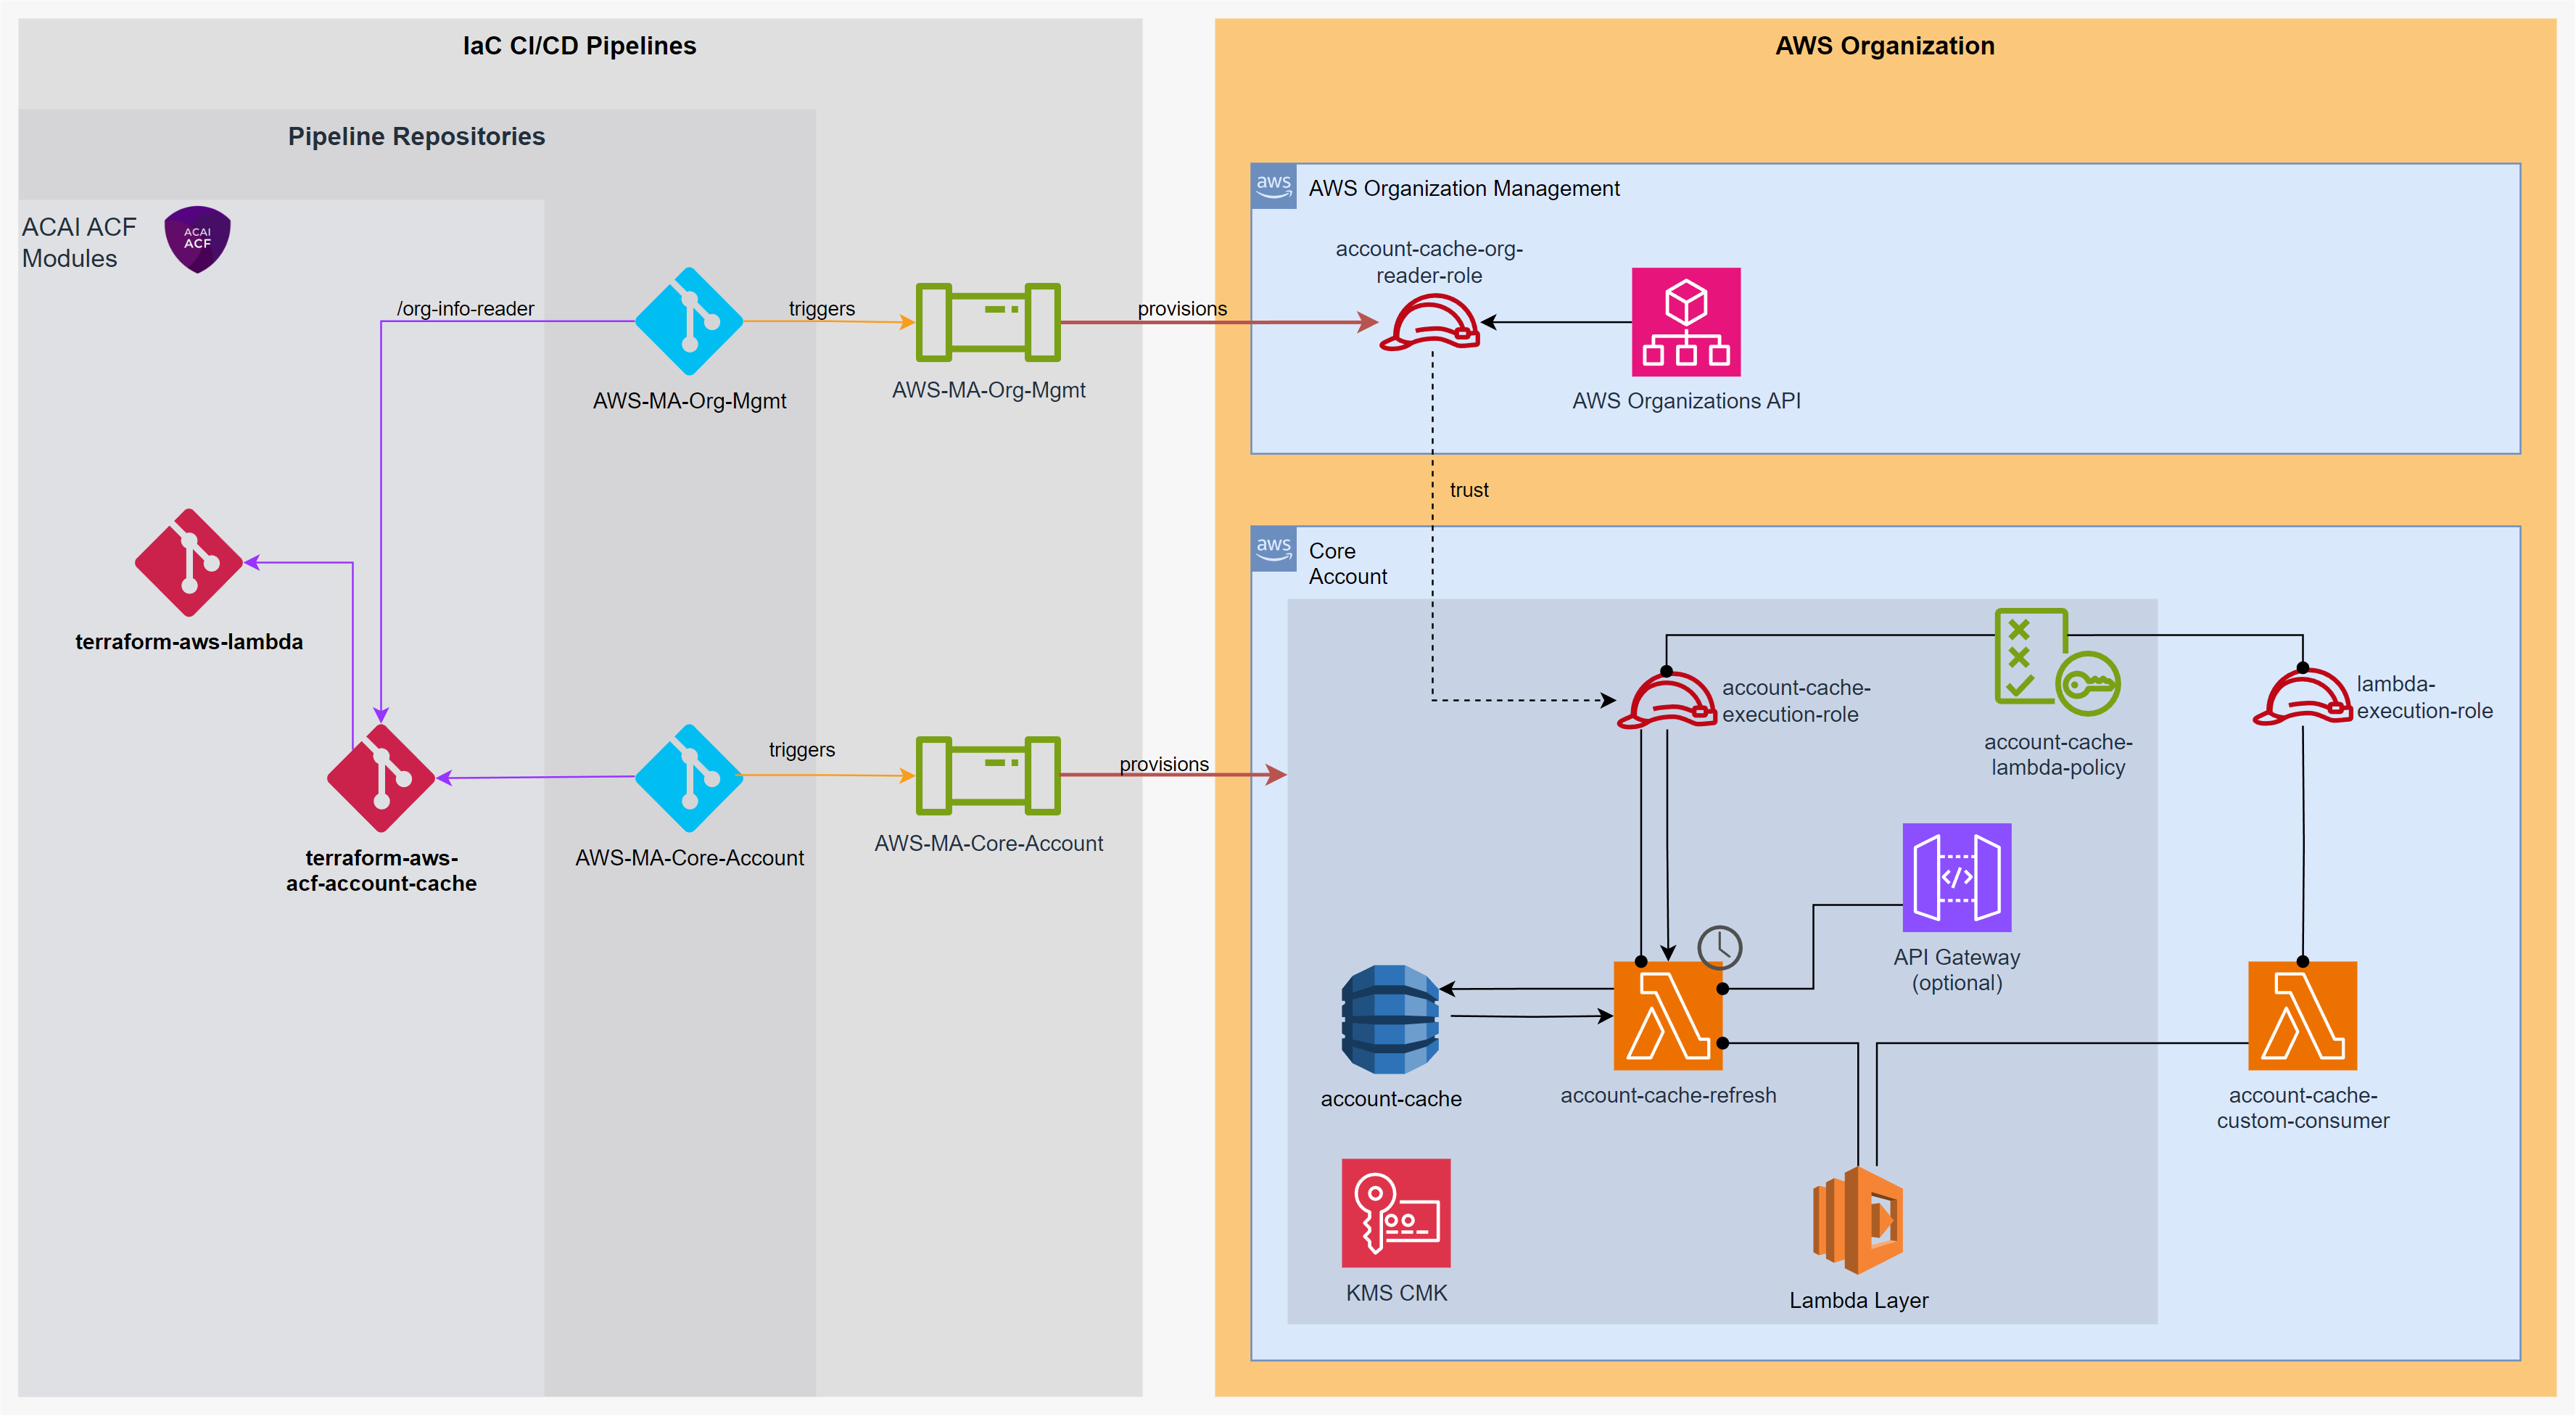 IaC CI/CD Pipelines
Pipeline Repositories
ACAI ACF
Modules
ACAI
ACF
/org-info-reader
triggers
provisions
AWS-MA-Org-Mgmt
AWS-MA-Org-Mgmt
terraform-aws-lambda
triggers
provisions
terraform-aws-
acf-account-cache
AWS-MA-Core-Account
AWS-MA-Core-Account
AWS Organization
aws
AWS Organization Management
account-cache-org-
reader-role
AWS Organizations API
trust
aws
Core
Account
account-cache-
execution-role
account-cache-
lambda-policy
lambda-
execution-role
</>
API Gateway
(optional)
account-cache
account-cache-refresh
account-cache-
custom-consumer
KMS CMK
Lambda Layer